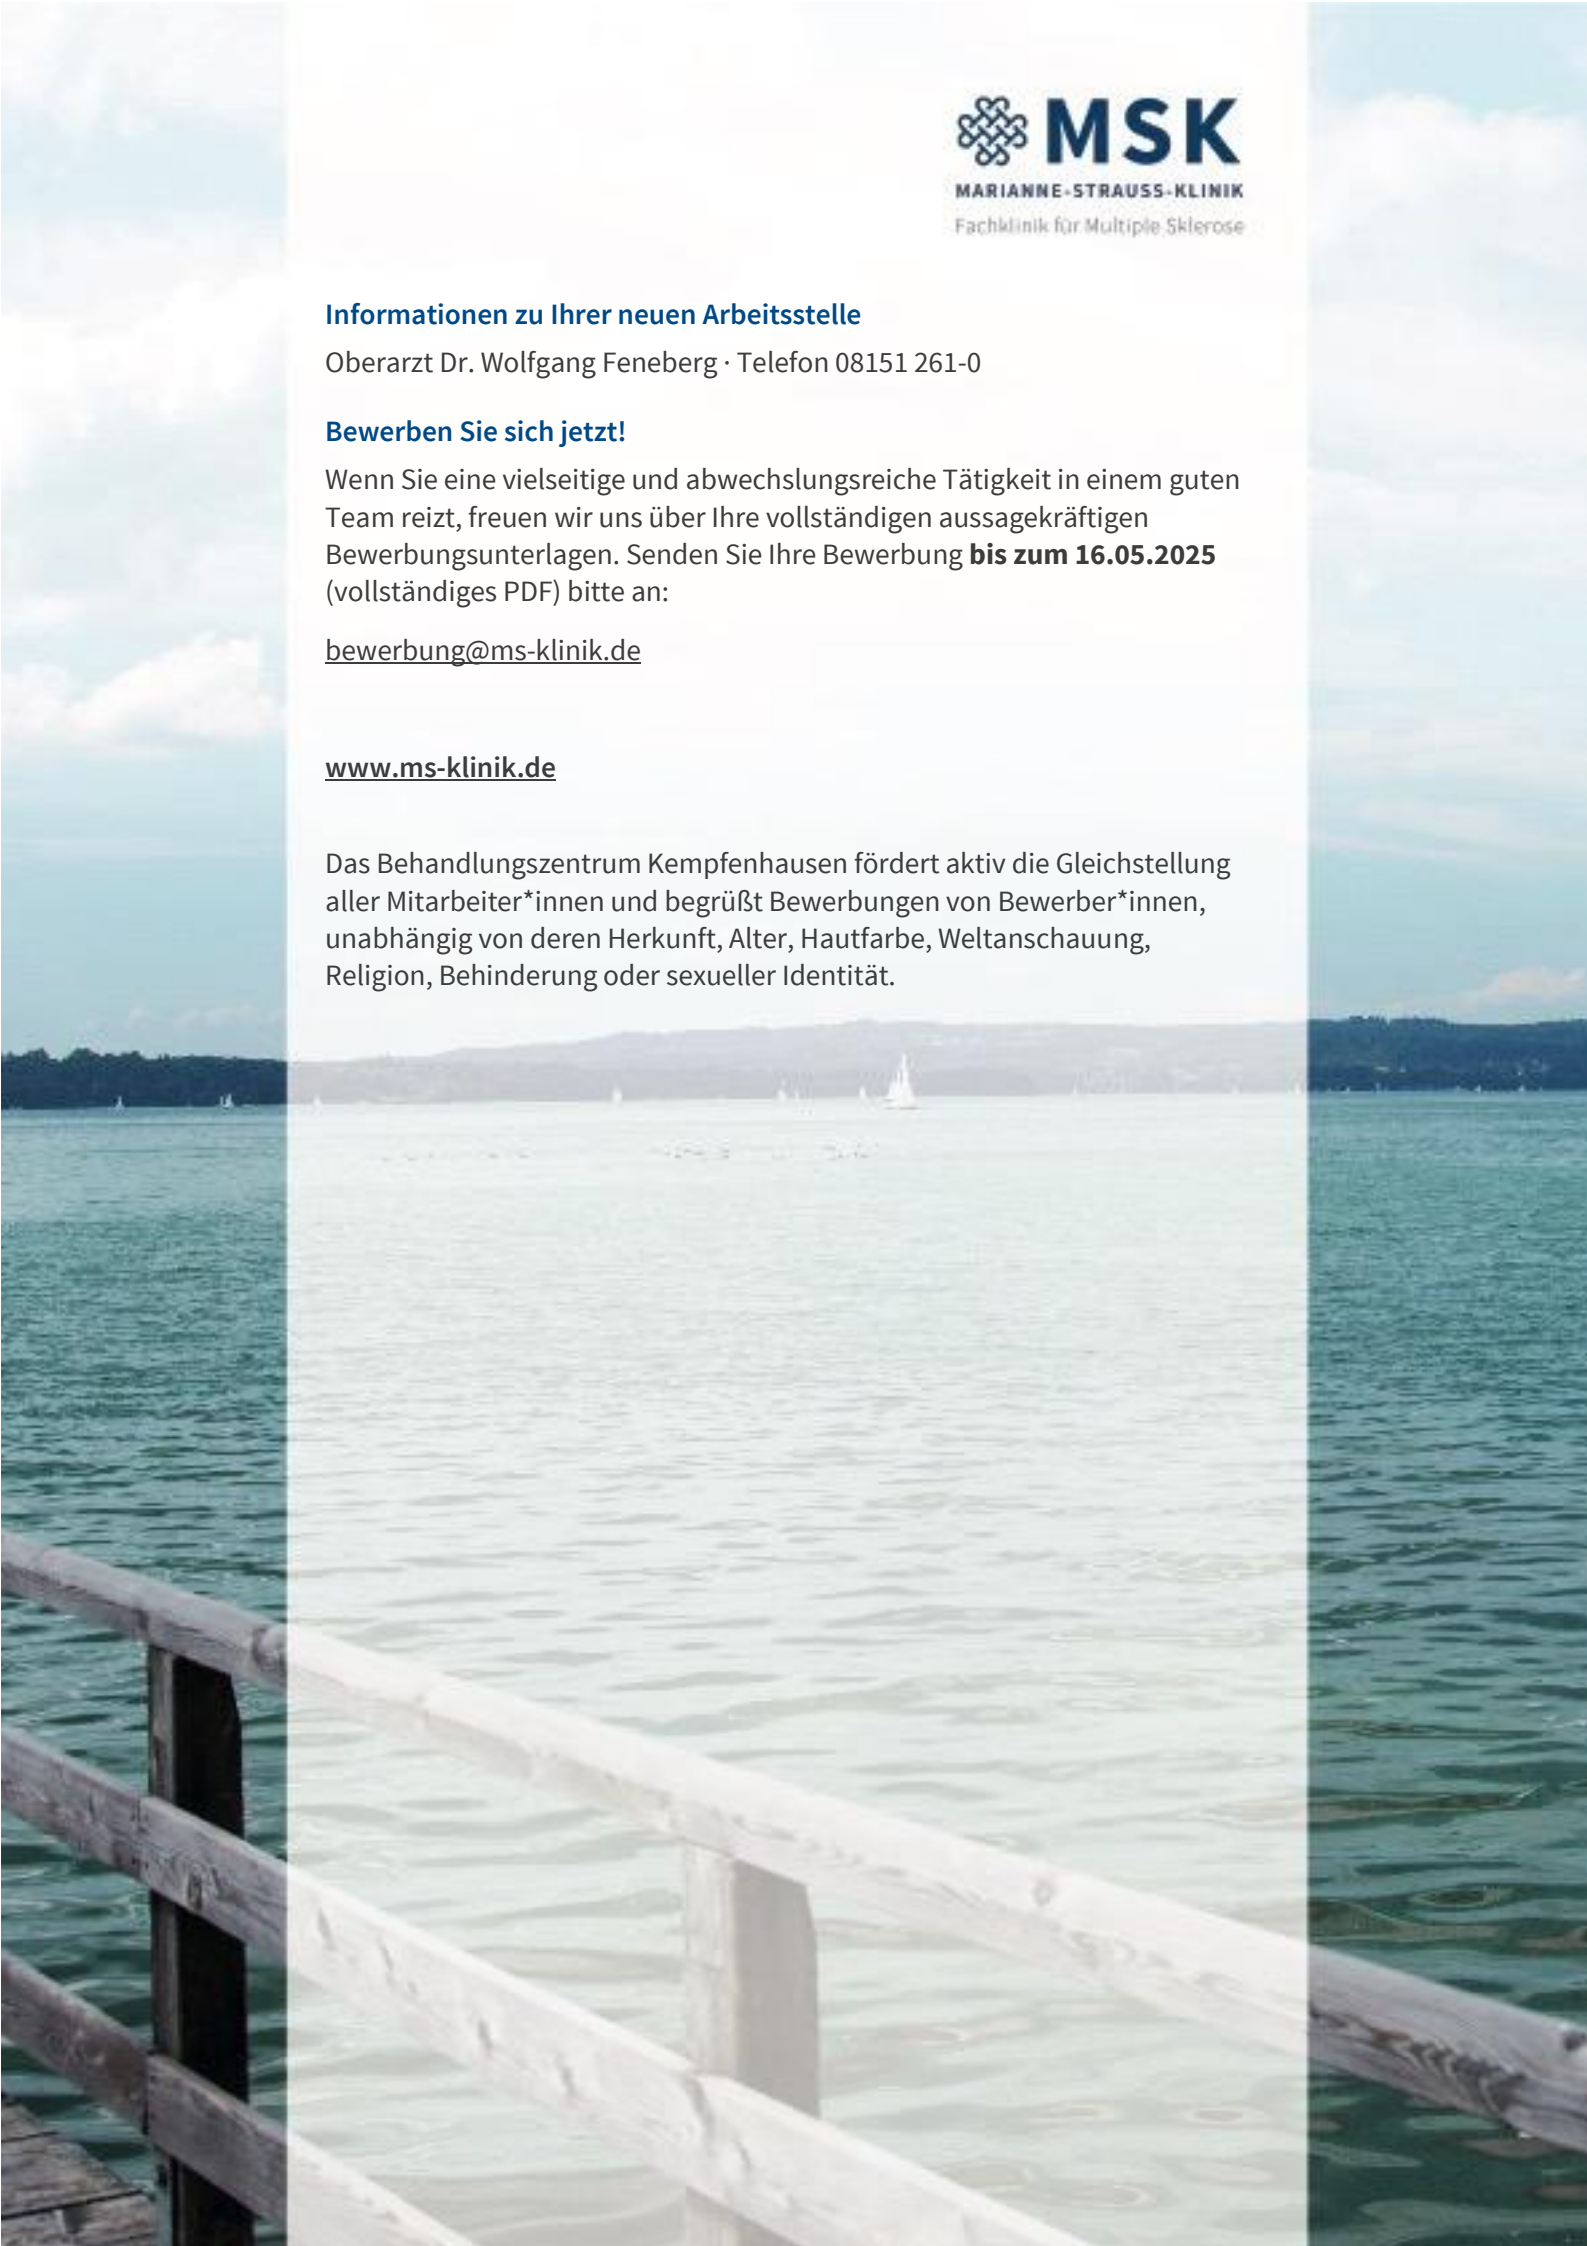 MSK
MARIANNE-STRAUSS-KLINIK
Fachklinik für Multiple Sklerose
Informationen zu Ihrer neuen Arbeitsstelle
Oberarzt Dr. Wolfgang Feneberg · Telefon 08151 261-0
Bewerben Sie sich jetzt!
Wenn Sie eine vielseitige und abwechslungsreiche Tätigkeit in einem guten
Team reizt, freuen wir uns über Ihre vollständigen aussagekräftigen
Bewerbungsunterlagen. Senden Sie Ihre Bewerbung bis zum 16.05.2025
(vollständiges PDF) bitte an:
bewerbung@ms-klinik.de
www.ms-klinik.de
Das Behandlungszentrum Kempfenhausen fördert aktiv die Gleichstellung
aller Mitarbeiter*innen und begrüßt Bewerbungen von Bewerber*innen,
unabhängig von deren Herkunft, Alter, Hautfarbe, Weltanschauung,
Religion, Behinderung oder sexueller Identität.